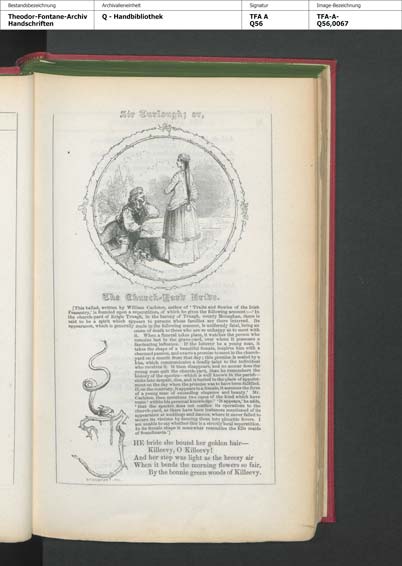 Bestandsbezeichnung
Archivalieneinheit
Signatur
Image-Bezeichnung
Theodor-Fontane-Archiv
Handschriften
Q - Handbibliothek
TFA A
Q56
TFA-A-
Q56,0067
Sir Turlough; or,
The Church-Yard Bride.
[This ballad, written by William Carleton, author of 'Traits and Stories of the Irish
Peasantry,' is founded upon a superstition, of which he gives the following account:—'In
the church-yard of Erigle Truagh, in the barony of Truagh, county Monaghan, there is
said to be a spirit which appears to persons whose families are there interred. Its
appearance, which is generally made in the following manner, is uniformly fatal, being an
omen of death to those who are so unhappy as to meet with
it. When a funeral takes place, it watches the person who
remains last in the grave-yard, over whom it possesses a
fascinating influence. If the loiterer be a young man, it
takes the shape of a beautiful female, inspires him with a
charmed passion, and exacts a promise to meet in the church-
yard on a month from that day; this promise is sealed by a
kiss, which communicates a deadly taint to the individual
who receives it. It then disappears, and no sooner does the
young man quit the church-yard, than he remembers the
history of the spectre—which is well known in the parish—
sinks into despair, dies, and is buried in the place of appoint-
ment on the day when the promise was to have been fulfilled.
If, on the contrary, it appears to a female, it assumes the form
of a young man of exceeding elegance and beauty.' Mr.
Carleton then mentions two cases of the kind which have
come 'within his personal knowledge.' 'It appears,' he said,
'that the spectre does not confine its operations to the
church-yard, as there have been instances mentioned of its
appearance at weddings and dances, where it never failed to
secure its victims by dancing them into pleuritic fevers. I
am unable to say whether this is a strictly local superstition.
In its female shape it somewhat resembles the Elle maids
of Scandinavia.']
HE bride she bound her golden hair—
Killeevy, O Killeevy!
And her step was light as the breezy air
When it bends the morning flowers so fair,
By the bonnie green woods of Killeevy.